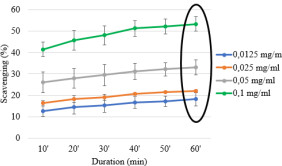 60
50
40
30
20
10
0
Scavenging (%)
10' 20' 30' 40' 50' 60'
Duration (min)
0,0125 mg/m
0,025 mg/ml
0,05 mg/ml
0,1 mg/ml